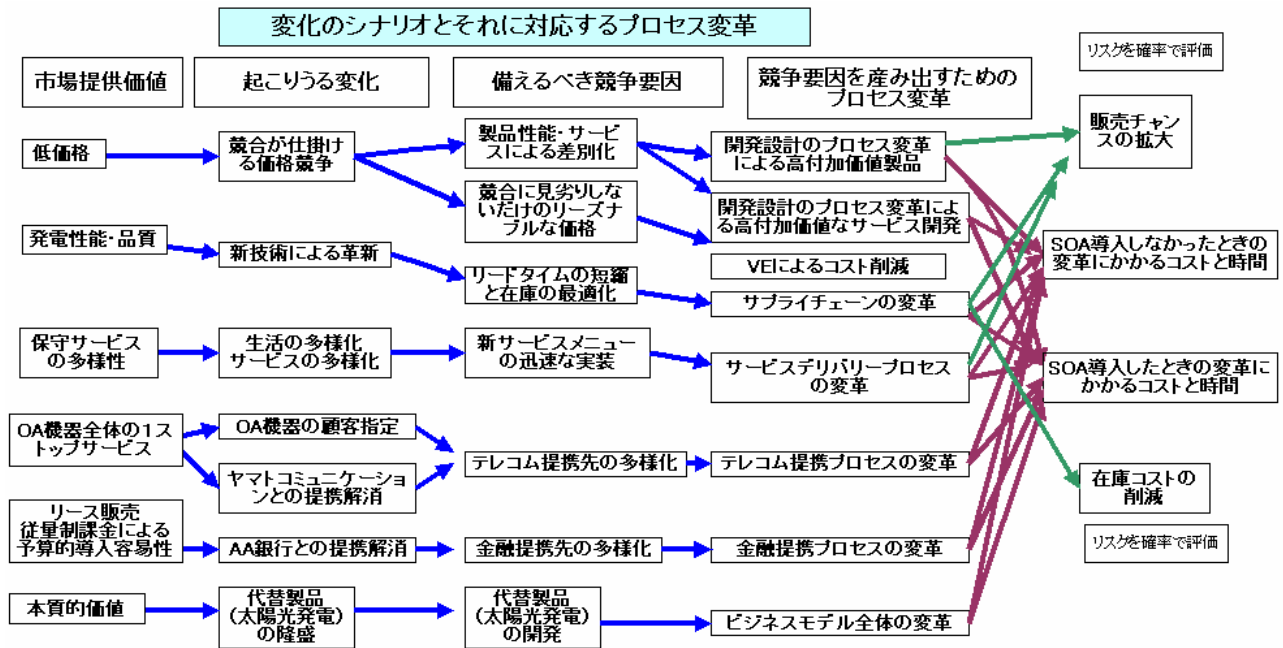 変化のシナリオとそれに対応するプロセス変革
リスクを確率で評価
市場提供価値
起こりうる変化
備えるべき競争要因
競争要因を産み出すための
プロセス変革
低価格
競合が仕掛け
る価格競争
製品性能・サービ
スによる差別化
開発設計のプロセス変革
による高付加価値製品
販売チャン
スの拡大
競合に見劣りしな
いだけのリーズナ
ブルな価格
開発設計のプロセス変革によ
る高付加価値なサービス開発
発電性能・品質
新技術による革新
VEによるコスト削減
SOA導入しなかったときの
変革にかかるコストと時間
リードタイムの短縮
と在庫の最適化
サプライチェーンの変革
保守サービス
の多様性
生活の多様化
サービスの多様化
新サービスメニュー
の迅速な実装
サービスデリバリープロセス
の変革
SOA導入したときの変革に
かかるコストと時間
OA機器全体の１ス
トップサービス
OA機器の顧客指定
ヤマトコミュニケーショ
ンとの提携解消
テレコム提携先の多様化
テレコム提携プロセスの変革
在庫コストの
削減
リース販売
従量制課金による
予算的導入容易性
AA銀行との提携解消
金融提携先の多様化
金融提携プロセスの変革
リスクを確率で評価
本質的価値
代替製品
(太陽光発電)
の隆盛
代替製品
(太陽光発電)
の開発
ビジネスモデル全体の変革